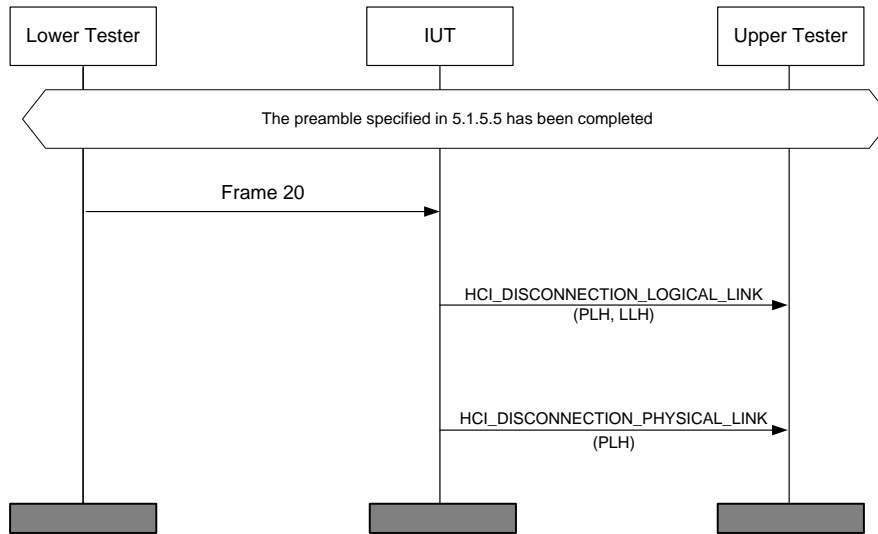 Lower Tester
IUT
Upper Tester
The preamble specified in 5.1.5.5 has been completed
Frame 20
HCI_DISCONNECTION_LOGICAL_LINK
(PLH, LLH)
HCI_DISCONNECTION_PHYSICAL_LINK
(PLH)